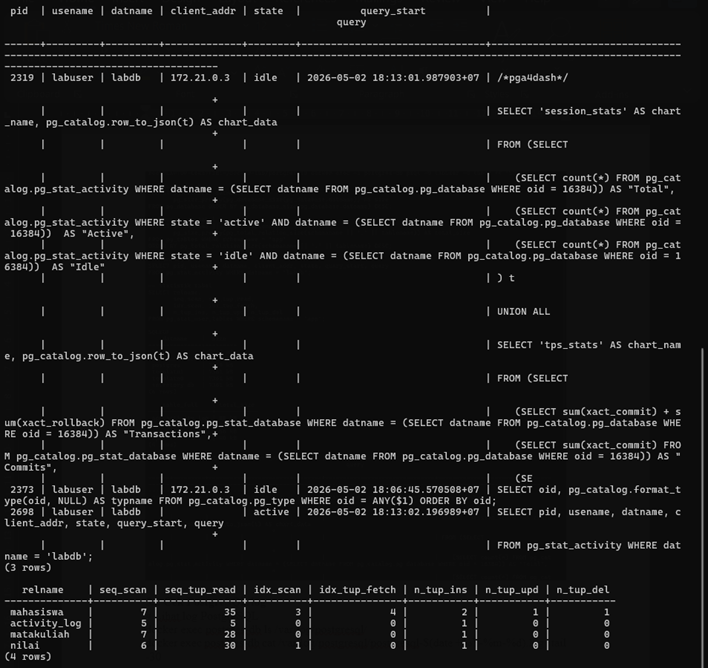 pid | usename | datname | client_addr | state | query_start |
query
------+---------+---------+--------------+--------+-------------------------------+--------------------------------
--------------------------------------------------------------------------------------------------------------------
------------------------------------
2319 | labuser | labdb | 172.21.0.3 | idle | 2026-05-02 18:13:01.987903+07 | /*pga4dash*/
+
| | | | | | SELECT 'session_stats' AS chart
_name, pg_catalog.row_to_json(t) AS chart_data +
| | | | | | FROM (SELECT
+
| | | | | | (SELECT count(*) FROM pg_cat
alog.pg_stat_activity WHERE datname = (SELECT datname FROM pg_catalog.pg_database WHERE oid = 16384)) AS "Total",
+
| | | | | | (SELECT count(*) FROM pg_cat
alog.pg_stat_activity WHERE state = 'active' AND datname = (SELECT datname FROM pg_catalog.pg_database WHERE oid =
16384)) AS "Active", +
| | | | | | (SELECT count(*) FROM pg_cat
alog.pg_stat_activity WHERE state = 'idle' AND datname = (SELECT datname FROM pg_catalog.pg_database WHERE oid = 1
6384)) AS "Idle" +
| | | | | | ) t
+
| | | | | | UNION ALL
+
| | | | | | SELECT 'tps_stats' AS chart_nam
e, pg_catalog.row_to_json(t) AS chart_data +
| | | | | | FROM (SELECT
+
| | | | | | (SELECT sum(xact_commit) + s
um(xact_rollback) FROM pg_catalog.pg_stat_database WHERE datname = (SELECT datname FROM pg_catalog.pg_database WHE
RE oid = 16384)) AS "Transactions",+
| | | | | | (SELECT sum(xact_commit) FRO
M pg_catalog.pg_stat_database WHERE datname = (SELECT datname FROM pg_catalog.pg_database WHERE oid = 16384)) AS "
Commits", +
| | | | | | (SE
2373 | labuser | labdb | 172.21.0.3 | idle | 2026-05-02 18:06:45.570508+07 | SELECT oid, pg_catalog.format_t
ype(oid, NULL) AS typname FROM pg_catalog.pg_type WHERE oid = ANY($1) ORDER BY oid;
2698 | labuser | labdb | | active | 2026-05-02 18:13:02.196989+07 | SELECT pid, usename, datname, c
lient_addr, state, query_start, query
+
| | | | | | FROM pg_stat_activity WHERE dat
name = 'labdb';
(3 rows)
relname | seq_scan | seq_tup_read | idx_scan | idx_tup_fetch | n_tup_ins | n_tup_upd | n_tup_del
--------------+----------+--------------+----------+---------------+-----------+-----------+-----------
mahasiswa | 7 | 35 | 3 | 4 | 2 | 1 | 1
activity_log | 5 | 5 | 0 | 0 | 1 | 0 | 0
matakuliah | 7 | 28 | 0 | 0 | 1 | 0 | 0
nilai | 6 | 30 | 1 | 0 | 1 | 0 | 0
(4 rows)